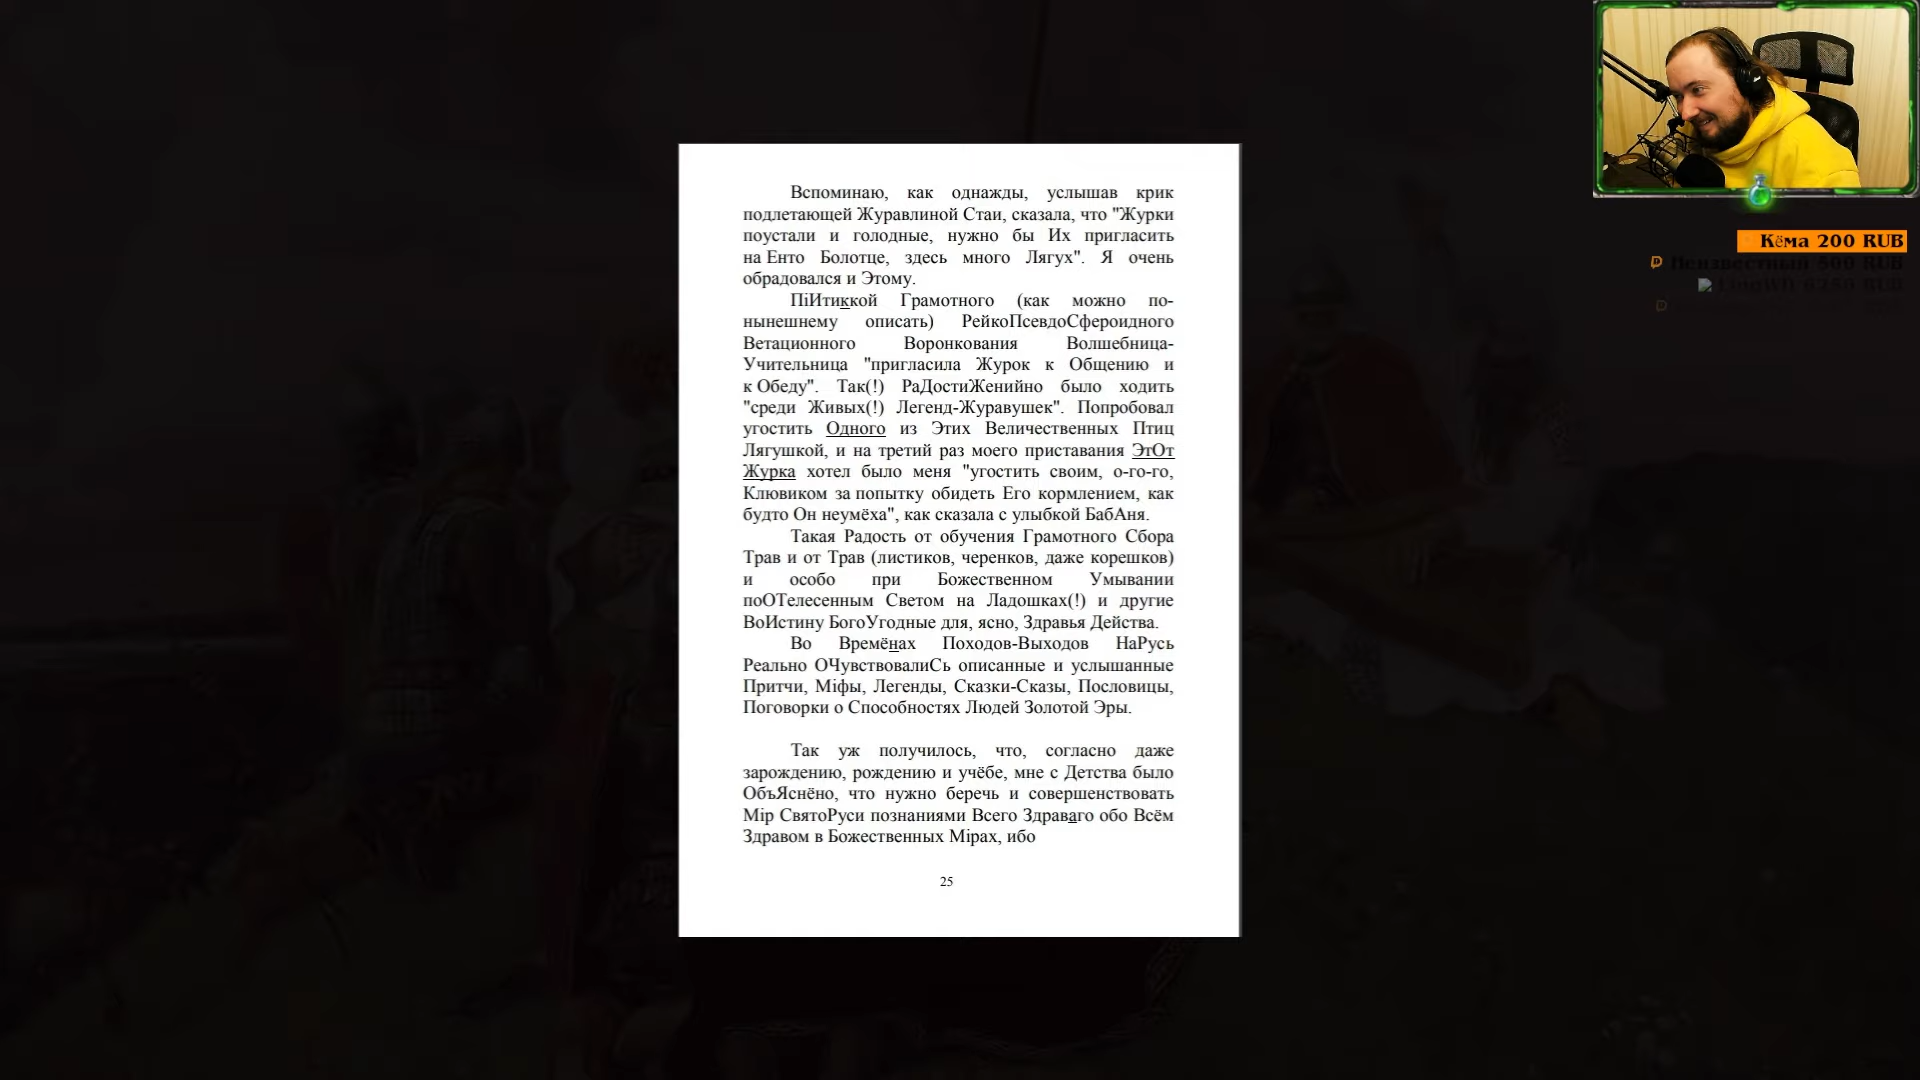 Вспоминаю, как однажды, услышав крик
подлетающей Журавлиной Стаи, сказала, что "Журки
поустали и голодные, нужно бы Их пригласить
на Енто Болотце, здесь много Лягух". Я очень
обрадовался и Этому.
ПіИтиккой Грамотного (как можно по-
нынешнему описать) РейкоПсевдоСфероидного
Ветационного Воронкования Волшебница-
Учительница "пригласила Журок к Общению и
к Обеду". Так(!) РаДостиЖенийно было ходить
"среди Живых(!) Легенд-Журавушек". Попробовал
угостить Одного из Этих Величественных Птиц
Лягушкой, и на третий раз моего приставания ЭтОт
Журка хотел было меня "угостить своим, о-го-го,
Клювиком за попытку обидеть Его кормлением, как
будто Он неумёха", как сказала с улыбкой БабАня.
Такая Радость от обучения Грамотного Сбора
Трав и от Трав (листиков, черенков, даже корешков)
и особо при Божественном Умывании
поОТелесенным Светом на Ладошках(!) и другие
ВоИстину БогоУгодные для, ясно, Здравья Действа.
Во Времёнах Походов-Выходов НаРусь
Реально ОЧувствовалиСь описанные и услышанные
Притчи, Міфы, Легенды, Сказки-Сказы, Пословицы,
Поговорки о Способностях Людей Золотой Эры.
Так уж получилось, что, согласно даже
зарождению, рождению и учёбе, мне с Детства было
ОбъЯснёно, что нужно беречь и совершенствовать
Мір СвятоРуси познаниями Всего Здраваго обо Всём
Здравом в Божественных Мірах, ибо
25
Кёма 200 RUB
Неизвестный 500 RUB
6250 RUB